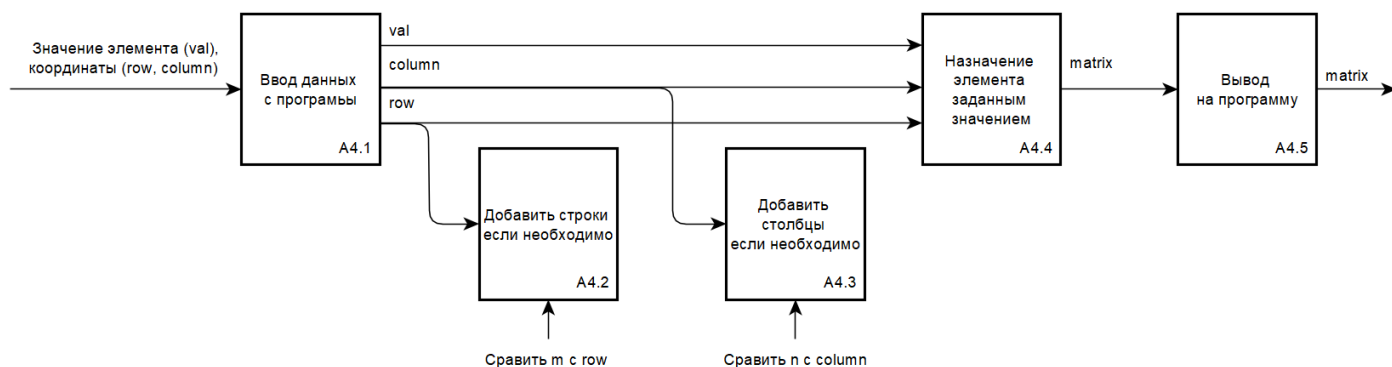 Значение элемента (val),
координаты (row, column)
Ввод данных
с програмы
A4.1
val
column
row
Добавить строки
если необходимо
A4.2
Сравить m с row
Добавить
столбцы
если необходимо
A4.3
Сравить n с column
Назначение
элемента
заданным
значением
A4.4
matrix
Вывод
на программу
A4.5
matrix